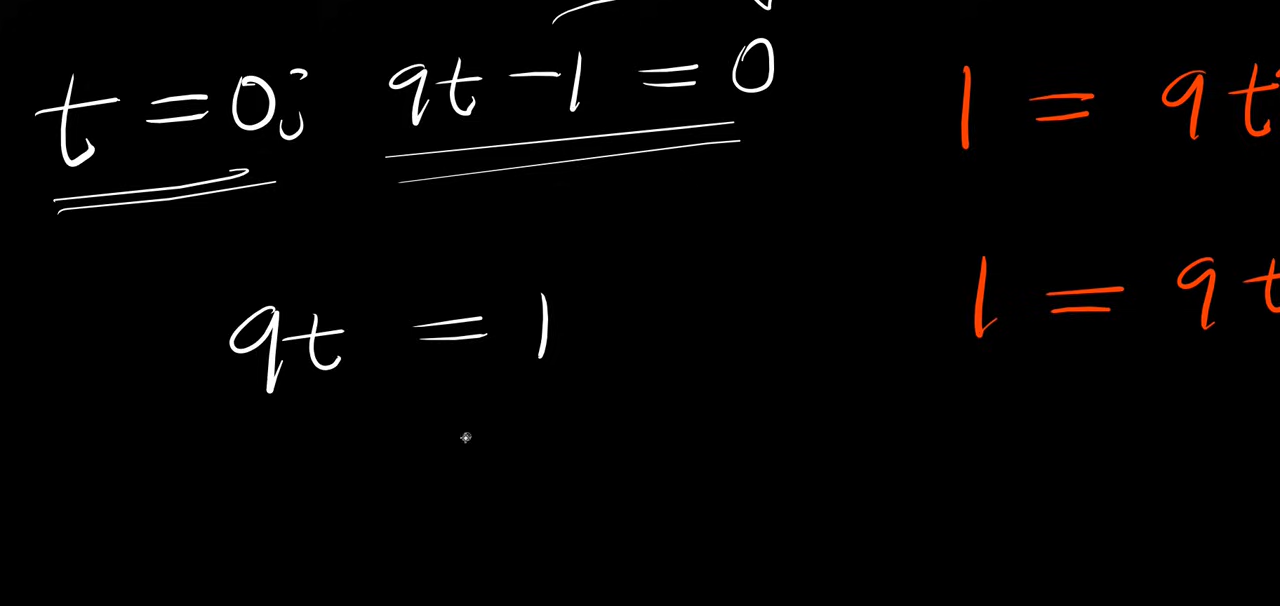 t = 0; 9t - 1 = 0
9t = 1
1 = 9t
1 = 9t